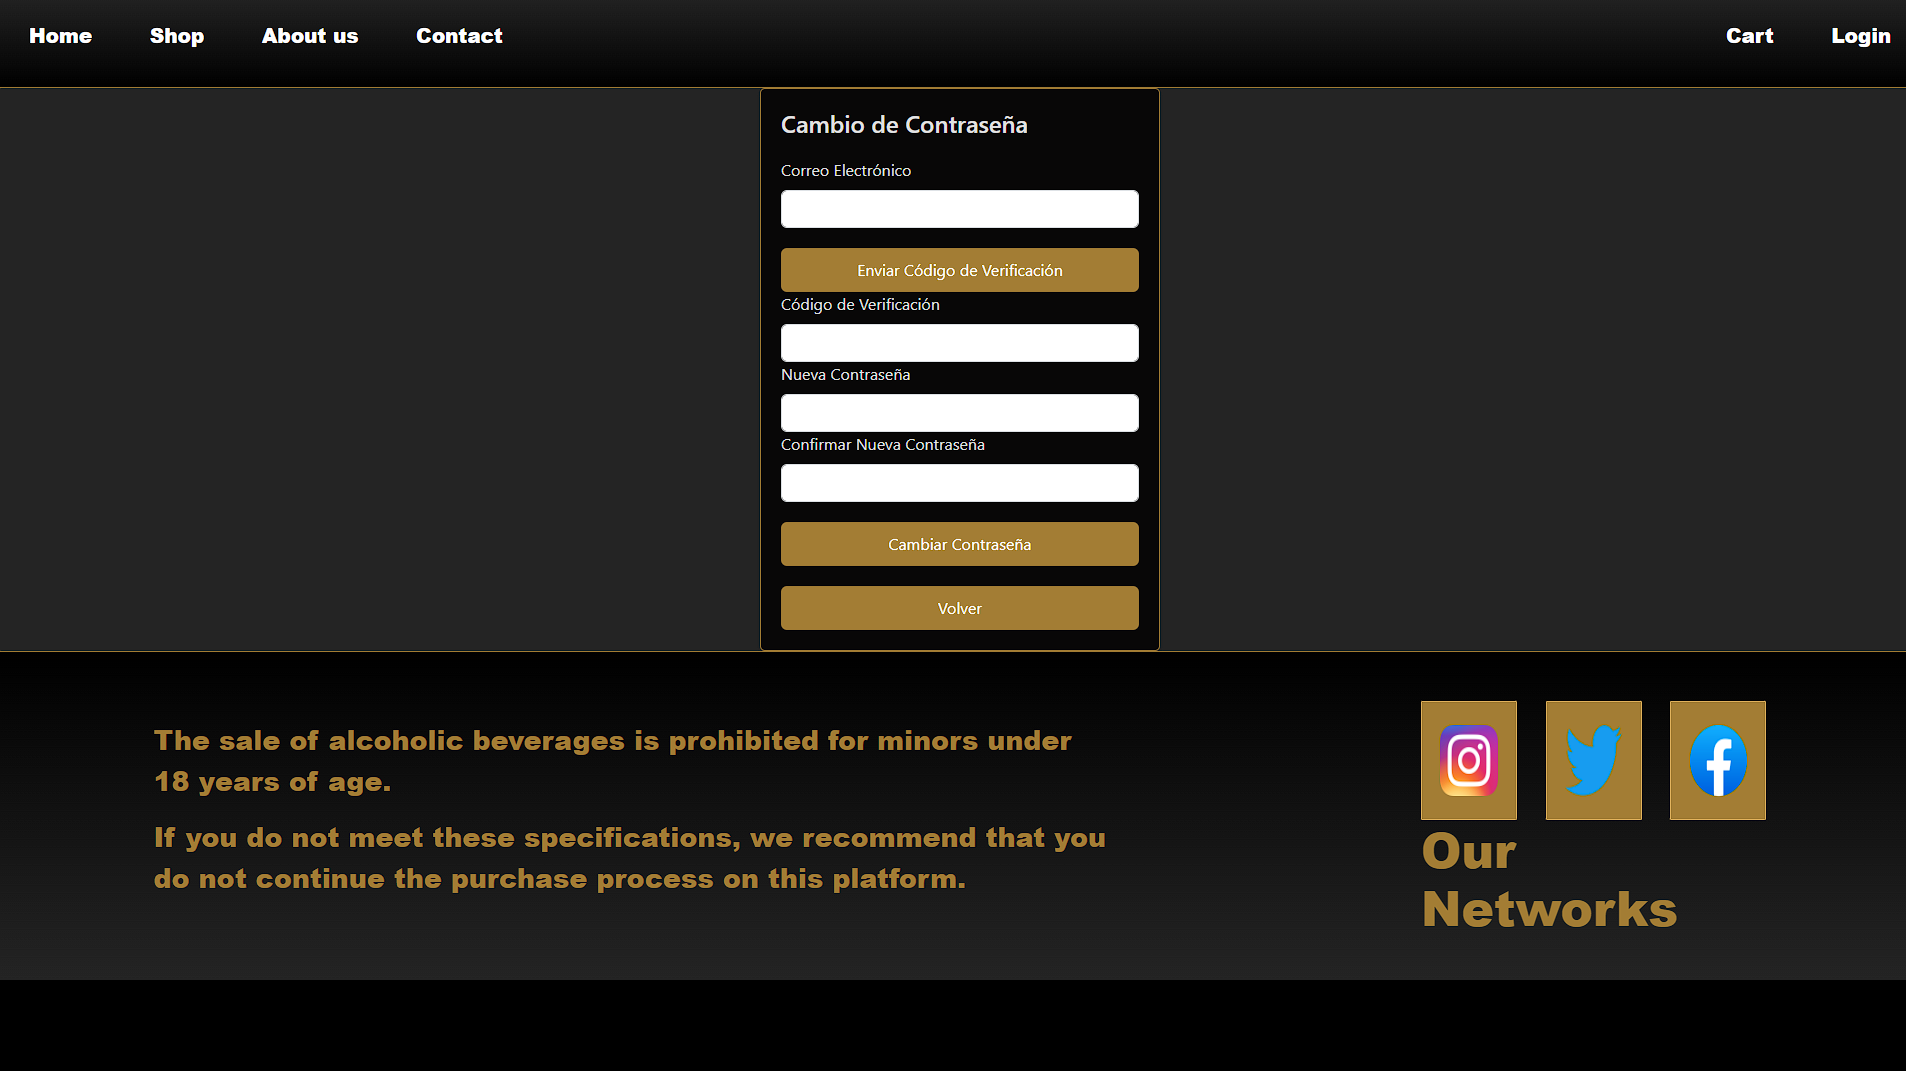 Home
Shop
About us
Contact
Cart
Login
Cambio de Contraseña
Correo Electrónico
Enviar Código de Verificación
Código de Verificación
Nueva Contraseña
Confirmar Nueva Contraseña
Cambiar Contraseña
Volver
The sale of alcoholic beverages is prohibited for minors under
18 years of age.
If you do not meet these specifications, we recommend that you
do not continue the purchase process on this platform.
Our
Networks